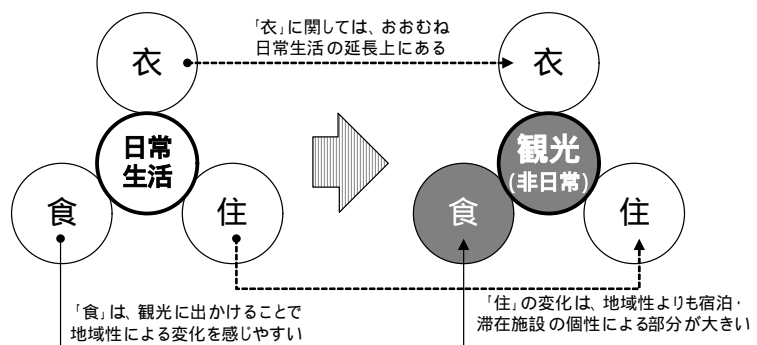 「衣」に関しては、おおむね
日常生活の延長上にある
衣
衣
日常
生活
観光
(非日常)
食
住
食
住
「食」は、観光に出かけることで
地域性による変化を感じやすい
「住」の変化は、地域性よりも宿泊・
滞在施設の個性による部分が大きい